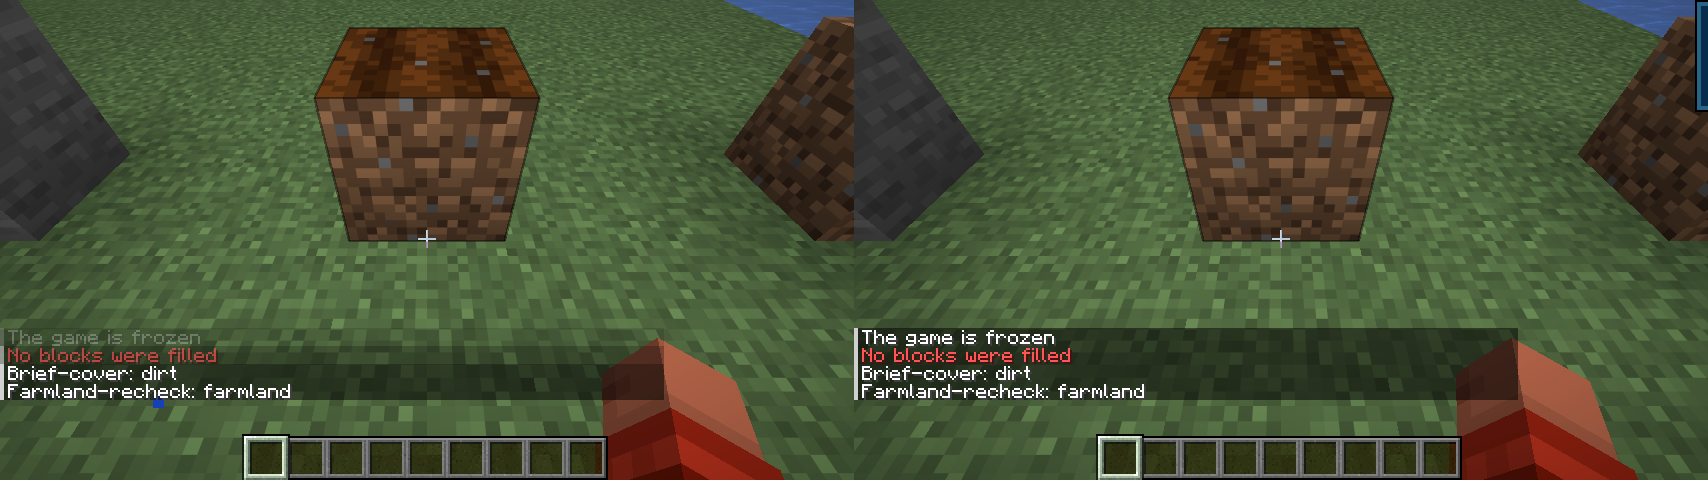 The game is frozen
No blocks were filled
Brief-cover: dirt
Farmland-recheck: farmland
The game is frozen
No blocks were filled
Brief-cover: dirt
Farmland-recheck: farmland